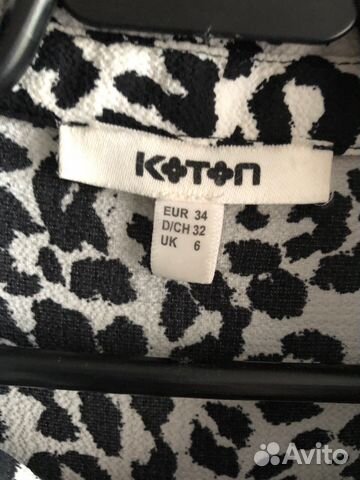 KOTON
EUR 34
D/CH 32
UK 6
Avito